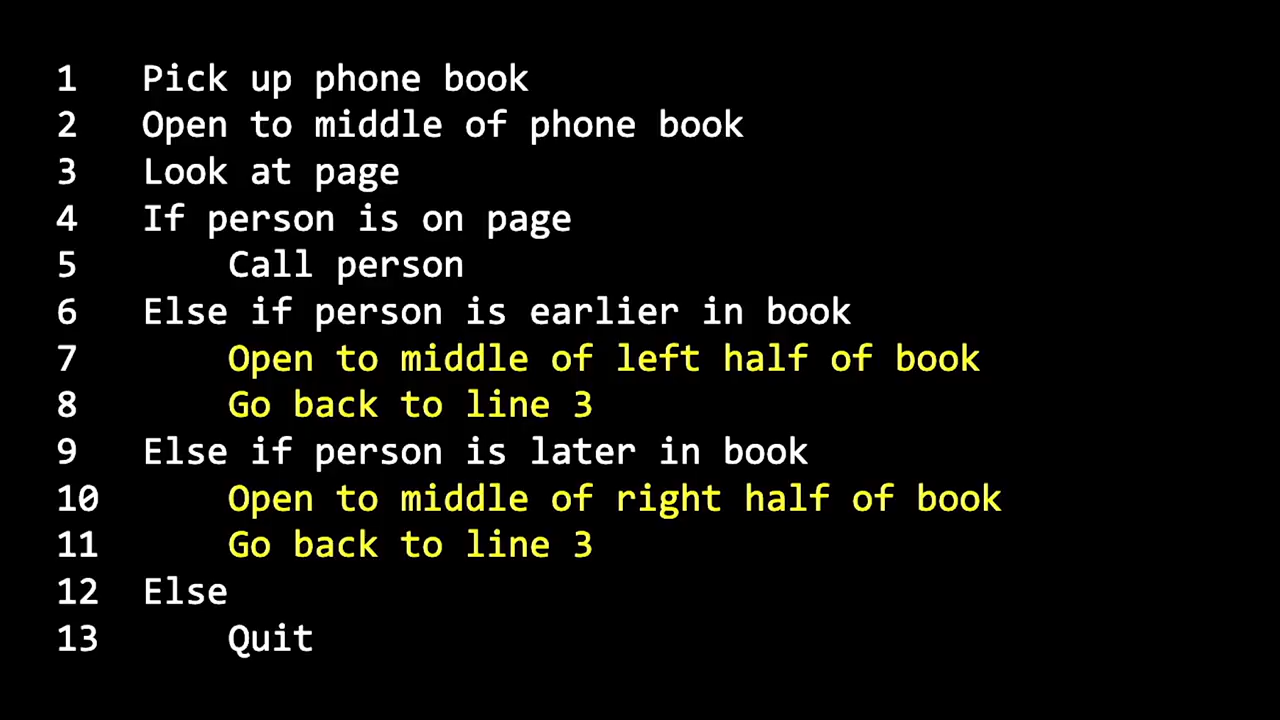 1 Pick up phone book
2 Open to middle of phone book
3 Look at page
4 If person is on page
5 Call person
6 Else if person is earlier in book
7 Open to middle of left half of book
8 Go back to line 3
9 Else if person is later in book
10 Open to middle of right half of book
11 Go back to line 3
12 Else
13 Quit